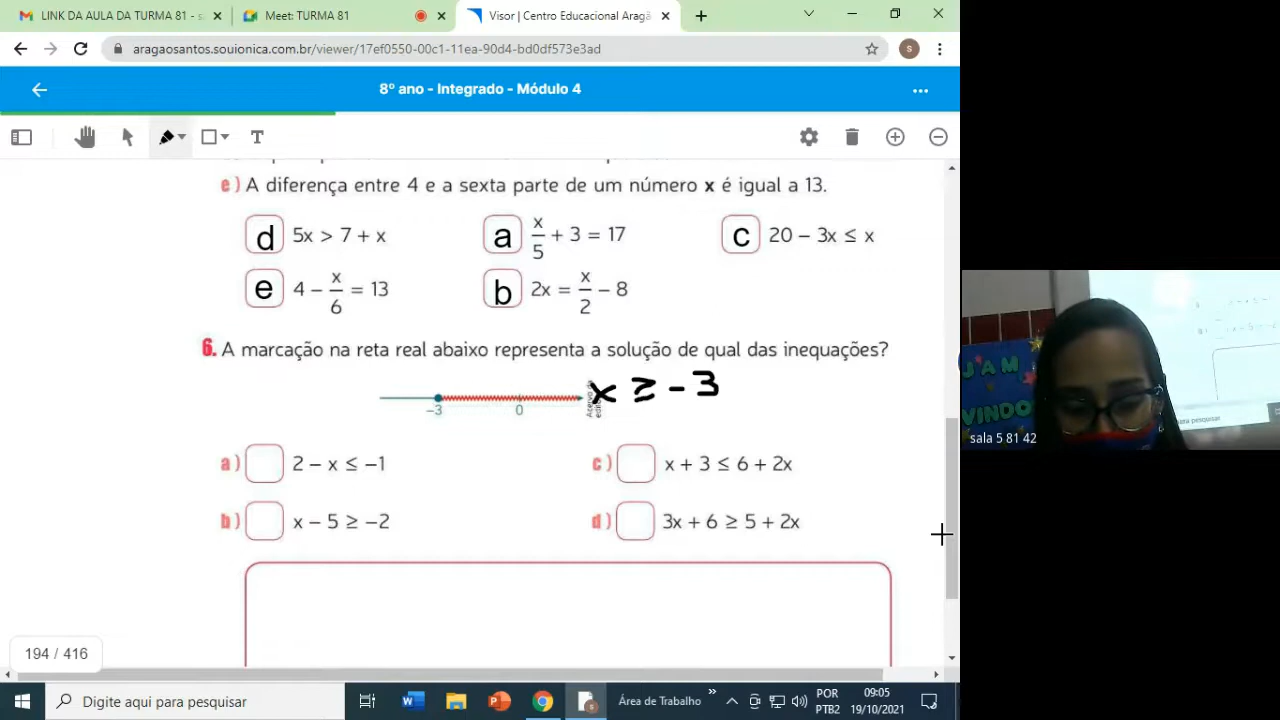 LINK DA AULA DA TURMA 81 - s
Meet: TURMA 81
Visor | Centro Educacional Aragã
aragaosantos.souionica.com.br/viewer/17ef0550-00c1-11ea-90d4-bd0df573e3ad
s
8º ano - Integrado - Módulo 4
T
e) A diferença entre 4 e a sexta parte de um número x é igual a 13.
d 5x > 7 + x
a x/5 + 3 = 17
c 20 – 3x ≤ x
e 4 – x/6 = 13
b 2x = x/2 – 8
6. A marcação na reta real abaixo representa a solução de qual das inequações?
x ≥ -3
–3 0
a) 2 – x ≤ –1
c) x + 3 ≤ 6 + 2x
b) x – 5 ≥ –2
d) 3x + 6 ≥ 5 + 2x
194 / 416
sala 5 81 42
Digite aqui para pesquisar
Área de Trabalho
POR
PTB2
09:05
19/10/2021